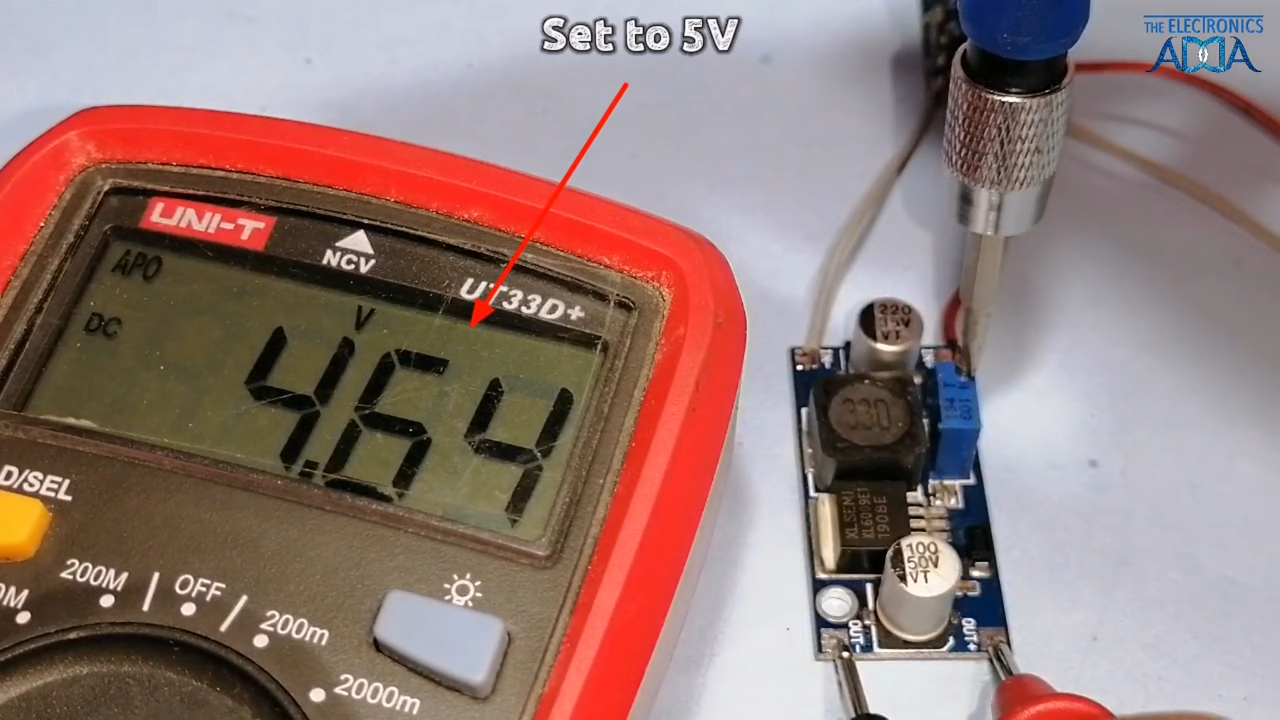 Set to 5V
THE ELECTRONICS
ADDA
UNI-T
NCV
UT33D+
APO
DC
V
4.64
D/SEL
200M
OFF
200m
2000m
220
35V
VT
330
XLSEMI
XL6009E1
1908E
100
50V
VT
OUT-
OUT+